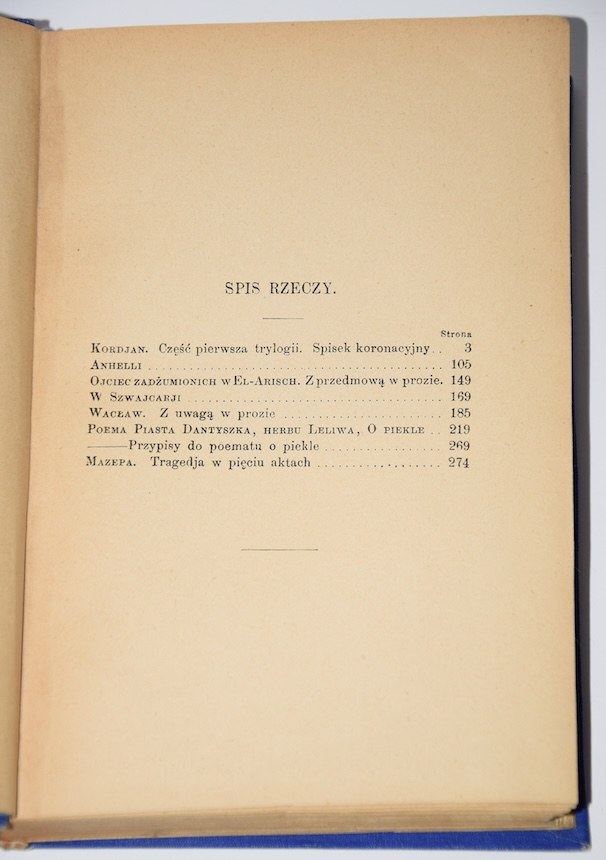 SPIS RZECZY.
Strona
KORDJAN. Część pierwsza trylogii. Spisek koronacyjny . . 3
ANHELLI . . . . . . . . . . . . . . . . . . . . . . 105
OJCIEC ZADŻUMIONICH W EL-ARISCH. Z przedmową w prozie. 149
W SZWAJCARJI . . . . . . . . . . . . . . . . . . . . 169
WACŁAW. Z uwagą w prozie . . . . . . . . . . . . 185
POEMA PIASTA DANTYSZKA, HERBU LELIWA, O PIEKLE . . 219
———Przypisy do poematu o piekle . . . . . . . . . 269
MAZEPA. Tragedja w pięciu aktach . . . . . . . . . 274